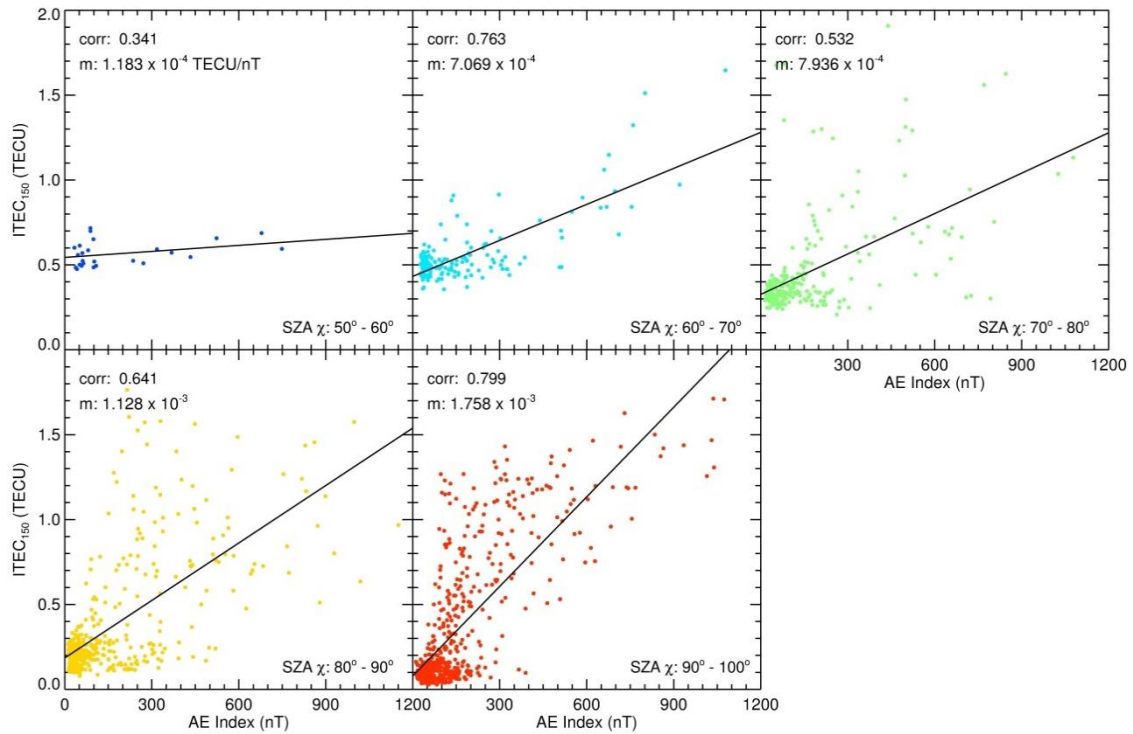 corr: 0.341
m: 1.183 x 10⁻⁴ TECU/nT
SZA χ: 50° - 60°
corr: 0.763
m: 7.069 x 10⁻⁴
SZA χ: 60° - 70°
corr: 0.532
m: 7.936 x 10⁻⁴
SZA χ: 70° - 80°
2.0
1.5
1.0
0.5
0.0
ITEC₁₅₀ (TECU)
300 600 900 1200
AE Index (nT)
corr: 0.641
m: 1.128 x 10⁻³
SZA χ: 80° - 90°
corr: 0.799
m: 1.758 x 10⁻³
SZA χ: 90° - 100°
1.5
1.0
0.5
0.0
ITEC₁₅₀ (TECU)
0 300 600 900 1200 300 600 900 1200
AE Index (nT)
AE Index (nT)